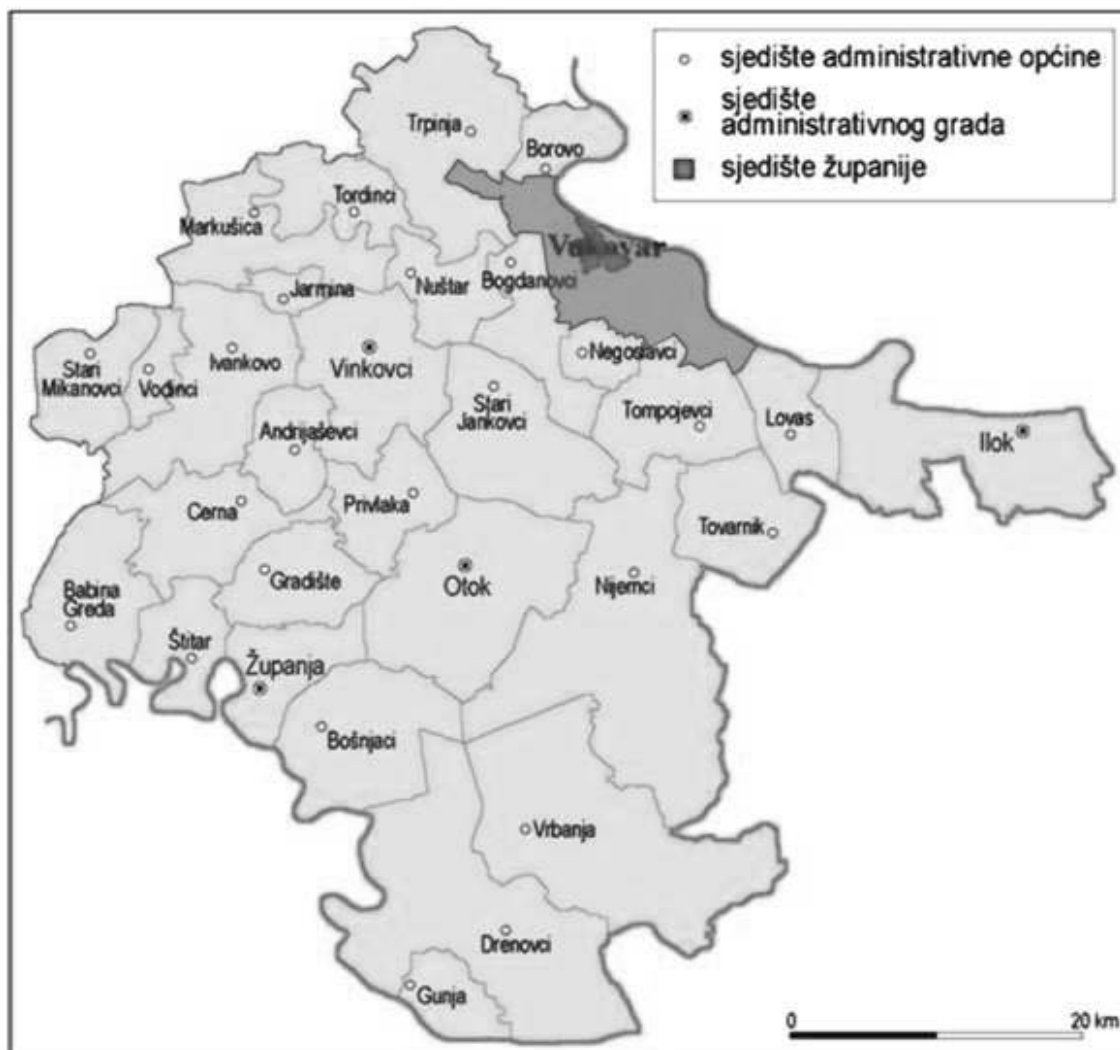 sjedište administrativne općine
sjedište
administrativnog grada
sjedište županije
Trpinja
Borovo
Tordinci
Markušica
Vukovar
Bogdanovci
Nuštar
Jarmina
Negoslavci
Ivankovo
Vinkovci
Stari
Mikanovci
Vođinci
Stari
Jankovci
Tompojevci
Lovas
Ilok
Andrijaševci
Cerna
Privlaka
Tovarnik
Babina
Greda
Gradište
Otok
Nijemci
Štitar
Županja
Bošnjaci
Vrbanja
Drenovci
Gunja
0 20 km